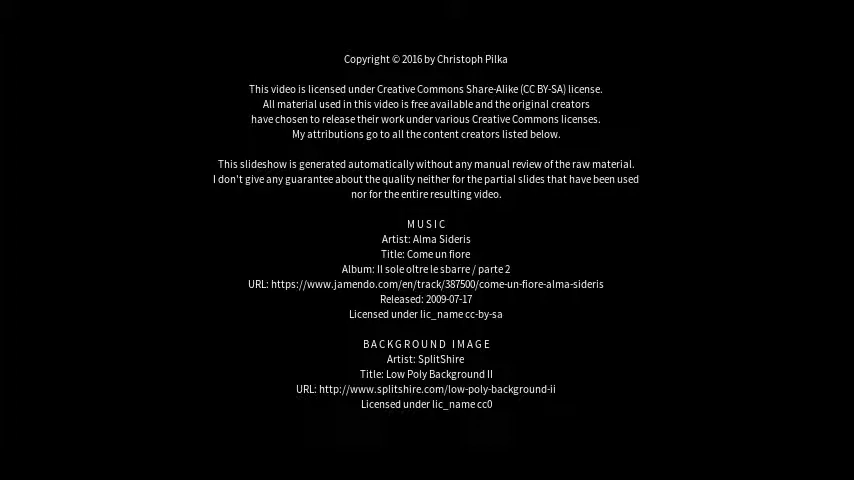 Copyright © 2016 by Christoph Pilka
This video is licensed under Creative Commons Share-Alike (CC BY-SA) license.
All material used in this video is free available and the original creators
have chosen to release their work under various Creative Commons licenses.
My attributions go to all the content creators listed below.
This slideshow is generated automatically without any manual review of the raw material.
I don't give any guarantee about the quality neither for the partial slides that have been used
nor for the entire resulting video.
MUSIC
Artist: Alma Sideris
Title: Come un fiore
Album: Il sole oltre le sbarre / parte 2
URL: https://www.jamendo.com/en/track/387500/come-un-fiore-alma-sideris
Released: 2009-07-17
Licensed under lic_name cc-by-sa
BACKGROUND IMAGE
Artist: SplitShire
Title: Low Poly Background II
URL: http://www.splitshire.com/low-poly-background-ii
Licensed under lic_name cc0